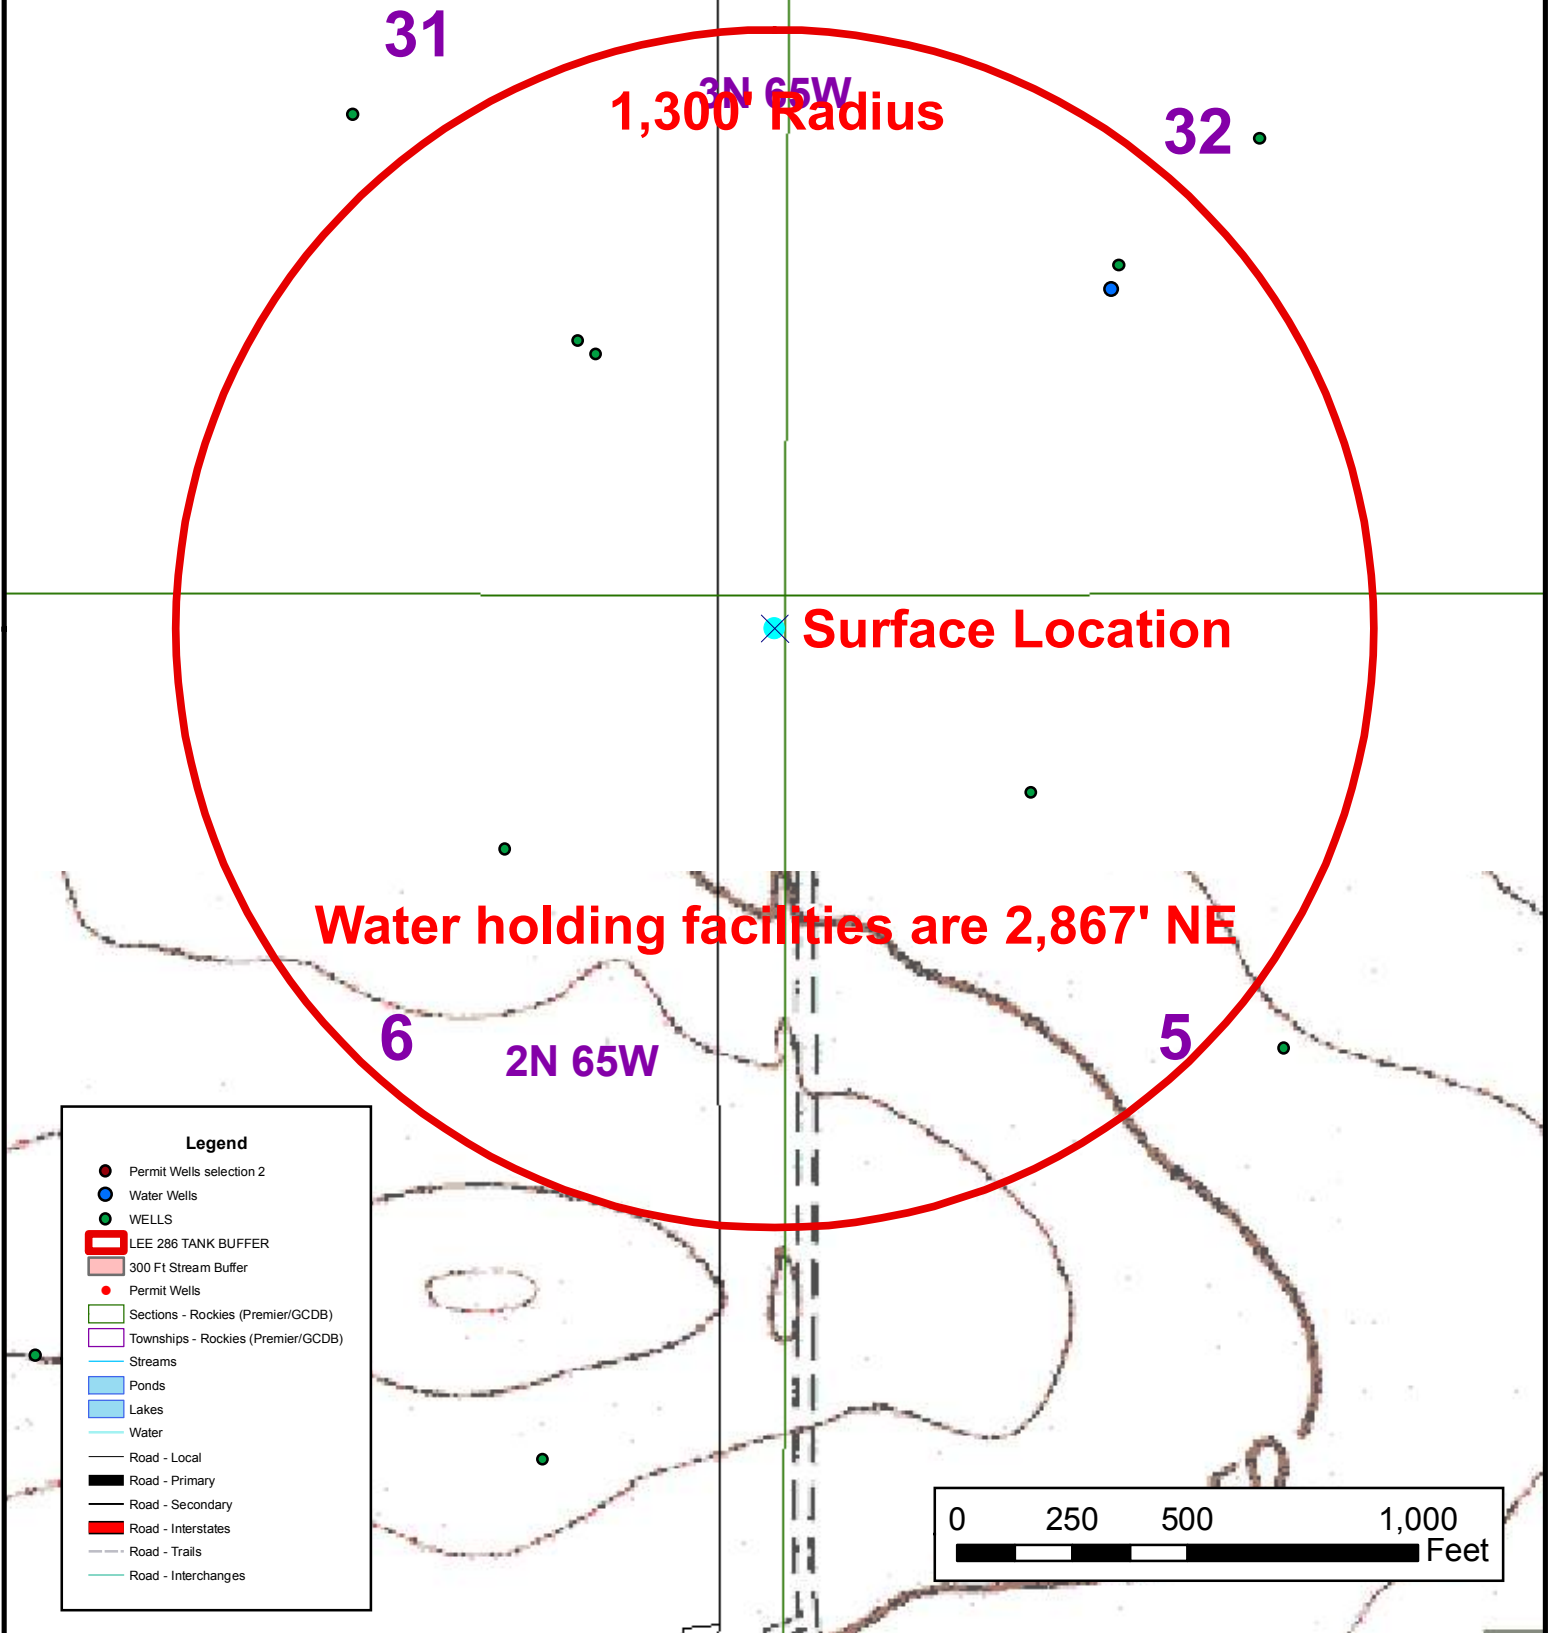 31
3N 65W
1,300' Radius
32
Surface Location
Water holding facilities are 2,867' NE
6
2N 65W
5
Legend
Permit Wells selection 2
Water Wells
WELLS
LEE 286 TANK BUFFER
300 Ft Stream Buffer
Permit Wells
Sections - Rockies (Premier/GCDB)
Townships - Rockies (Premier/GCDB)
Streams
Ponds
Lakes
Water
Road - Local
Road - Primary
Road - Secondary
Road - Interstates
Road - Trails
Road - Interchanges
0 250 500 1,000
Feet